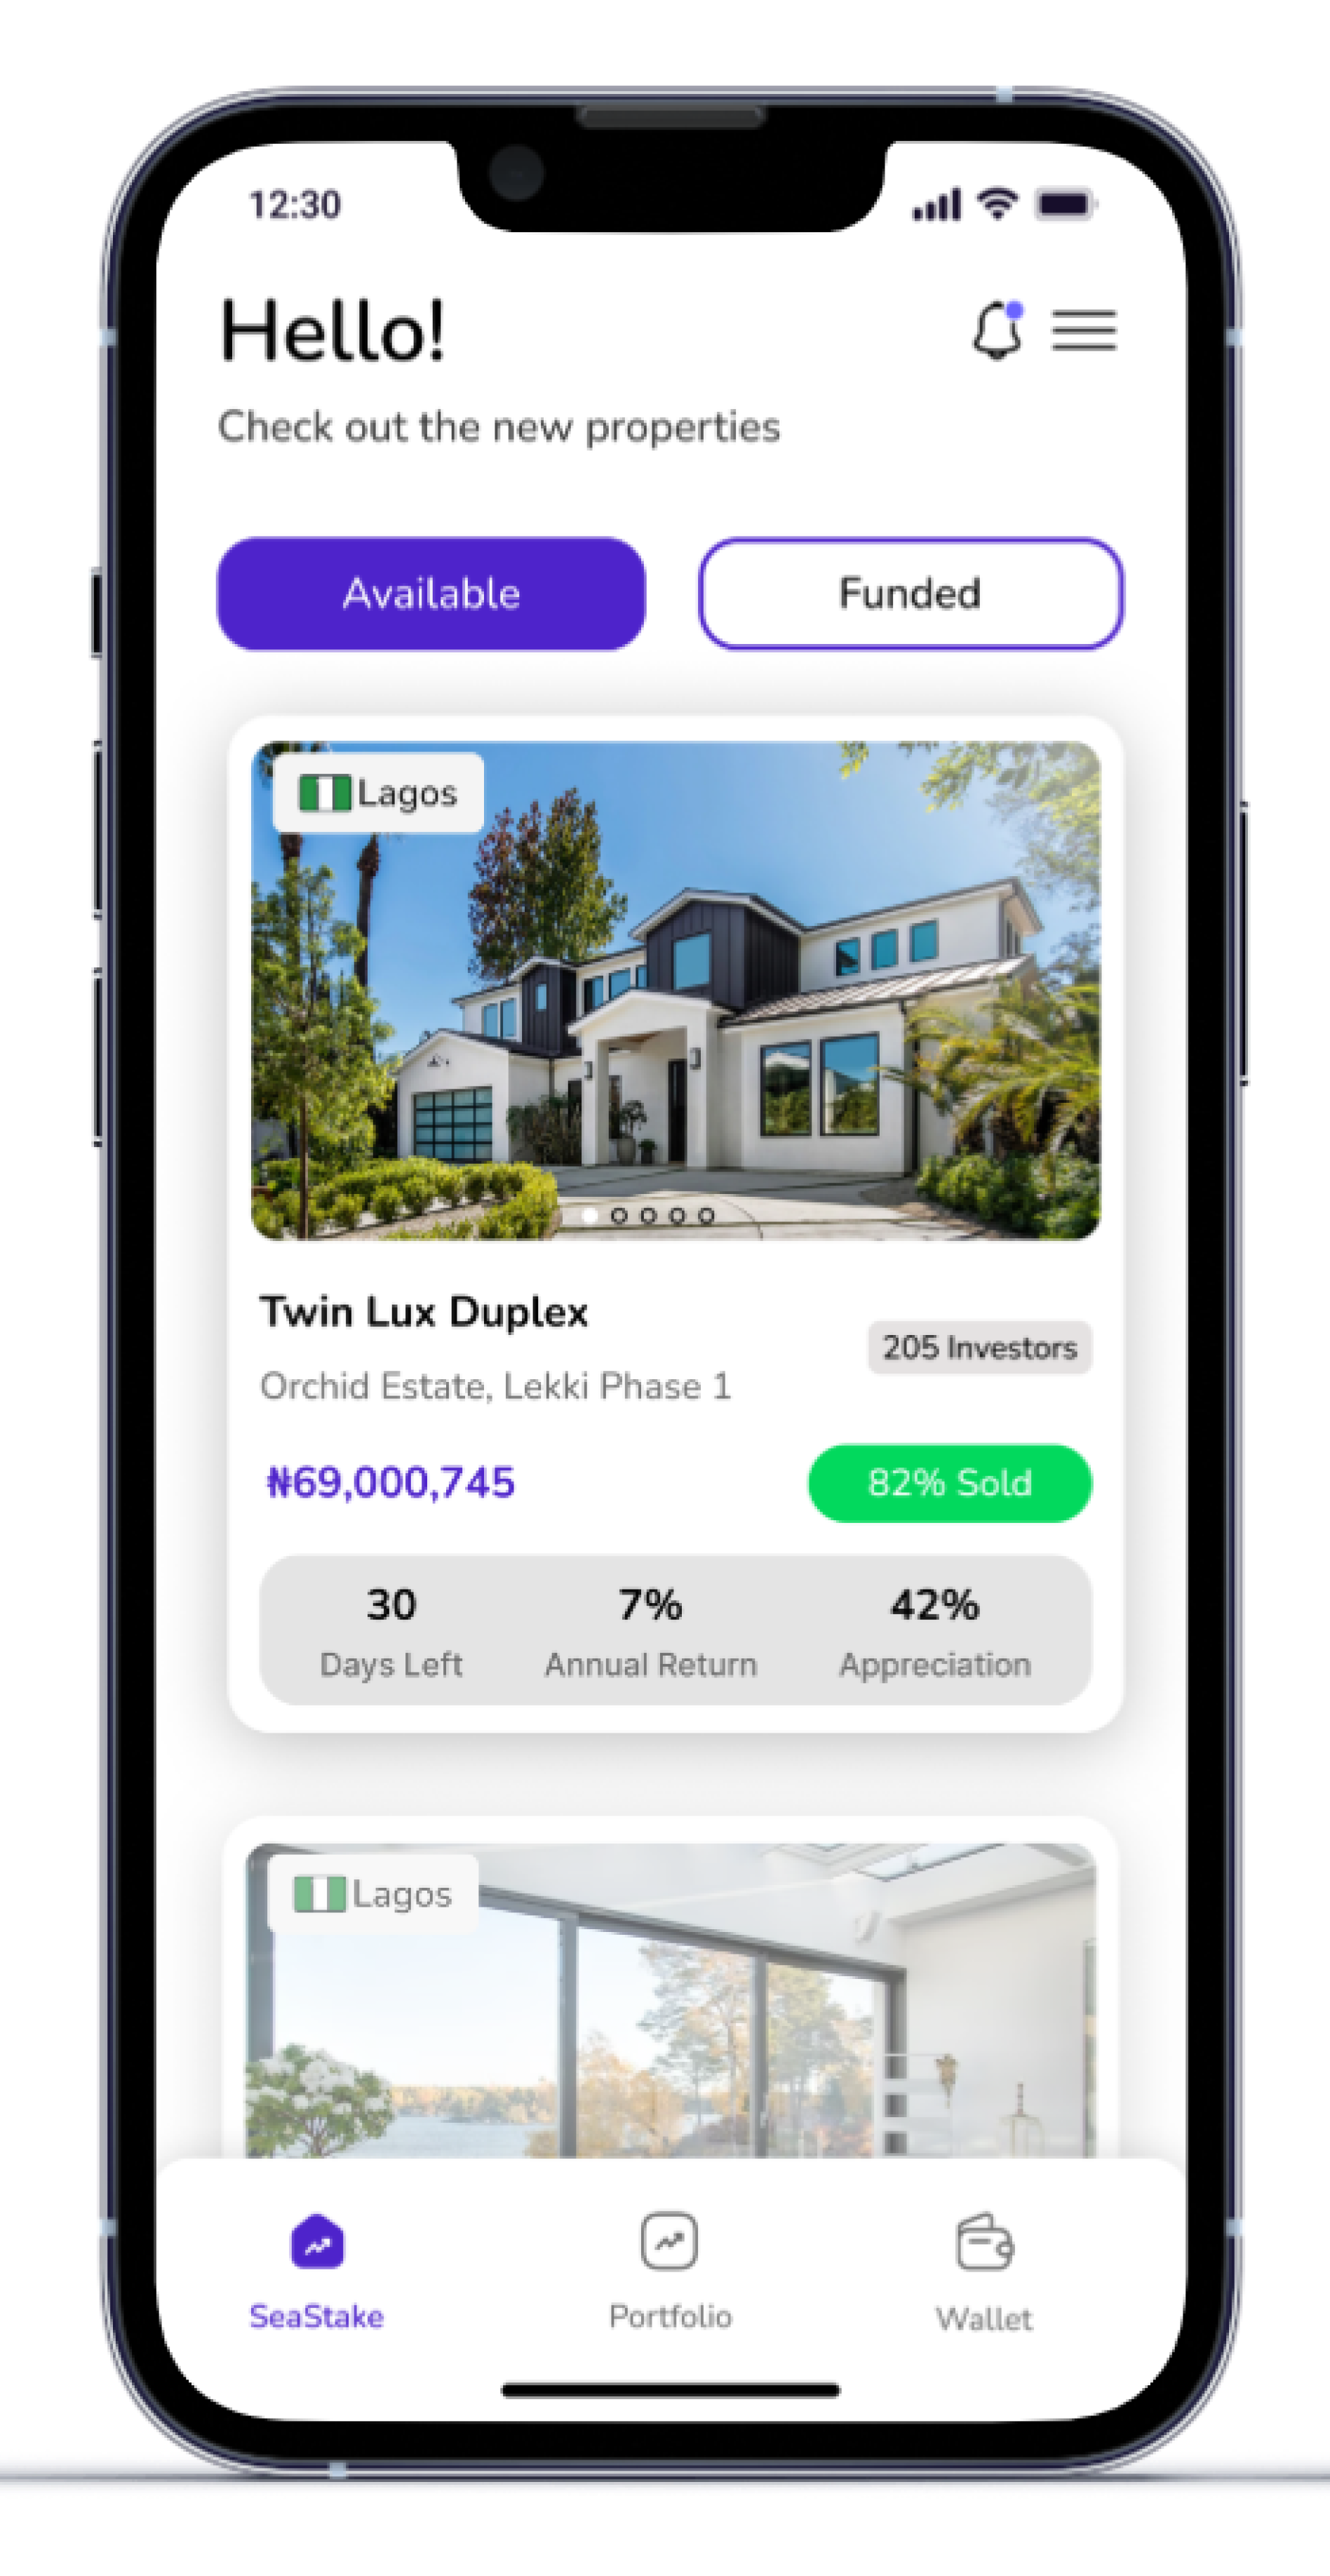 12:30
Hello!
Check out the new properties
Available
Funded
Lagos
Twin Lux Duplex
205 Investors
Orchid Estate, Lekki Phase 1
₦69,000,745
82% Sold
30
7%
42%
Days Left
Annual Return
Appreciation
Lagos
SeaStake
Portfolio
Wallet